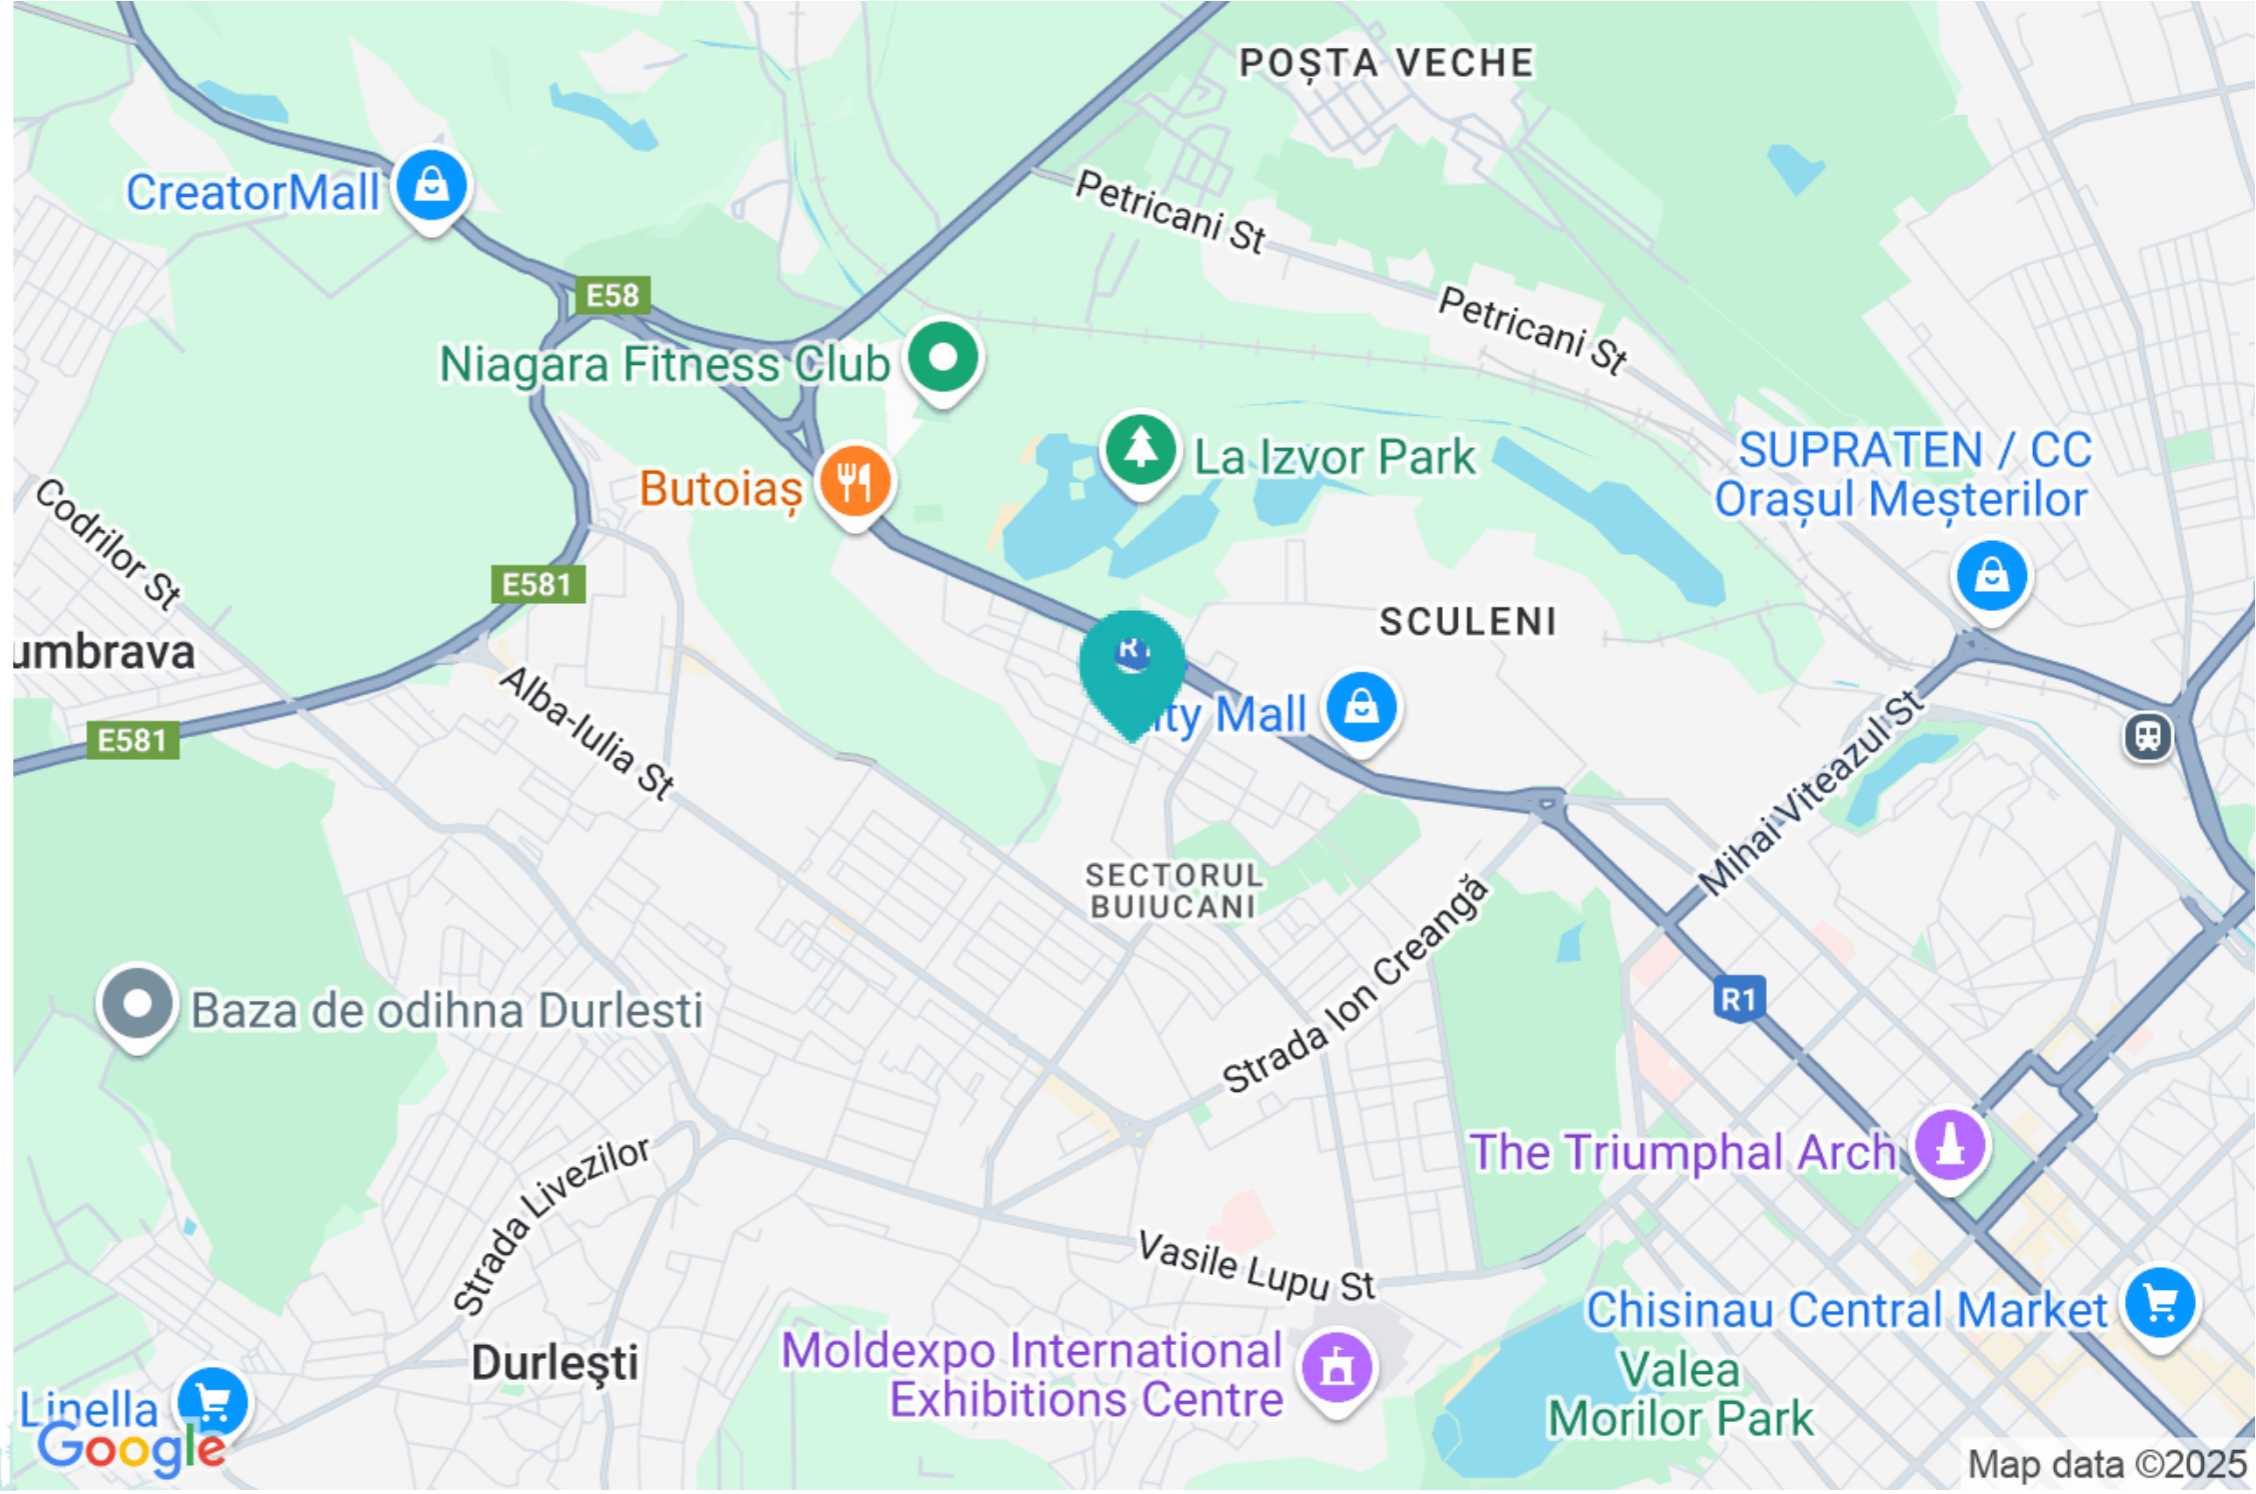 POȘTA VECHE
Petricani St
CreatorMall
E58
Petricani St
Niagara Fitness Club
SUPRATEN / CC
Orașul Meșterilor
La Izvor Park
Butoiaș
Codrilor St
E581
SCULENI
umbrava
R1
Alba-Iulia St
ity Mall
E581
Mihai Viteazul St
SECTORUL
BUIUCANI
Strada Ion Creangă
R1
Baza de odihna Durlesti
The Triumphal Arch
Strada Livezilor
Vasile Lupu St
Chisinau Central Market
Moldexpo International
Exhibitions Centre
Durleşti
Valea
Morilor Park
Linella
Google
Map data ©2025